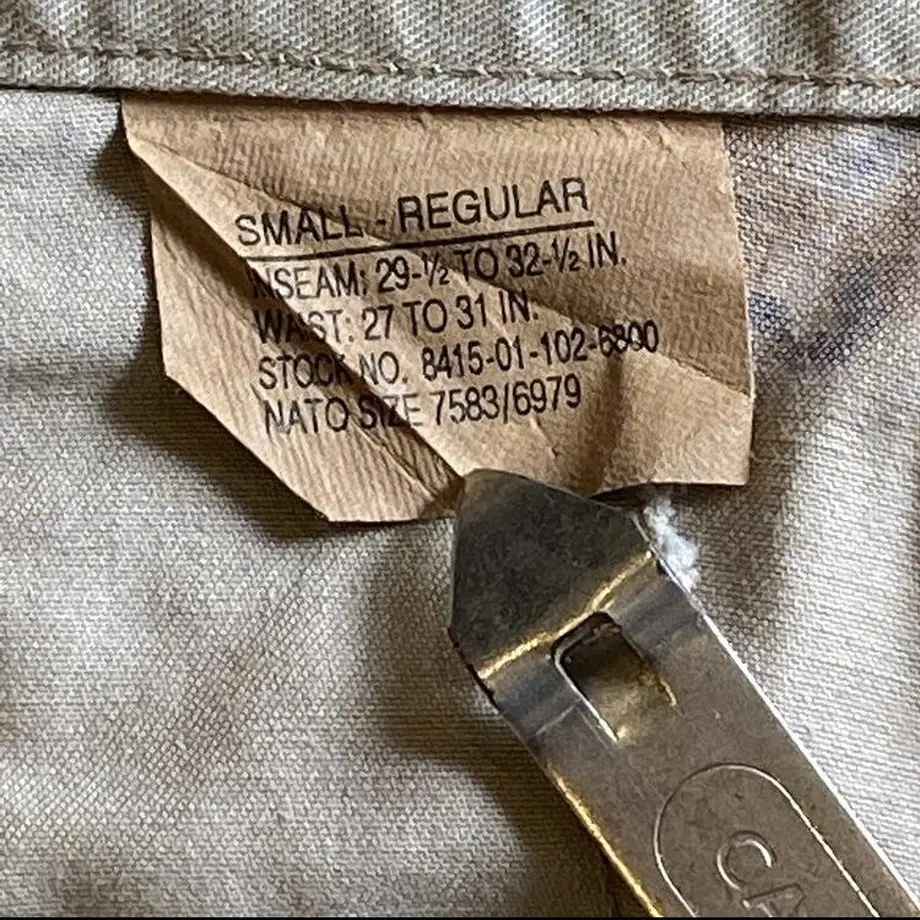 SMALL - REGULAR
INSEAM: 29-½ TO 32-½ IN.
WAIST: 27 TO 31 IN.
STOCK NO. 8415-01-102-6800
NATO SIZE 7583/6979
CA